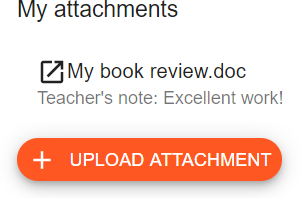 My attachments
My book review.doc
Teacher's note: Excellent work!
UPLOAD ATTACHMENT